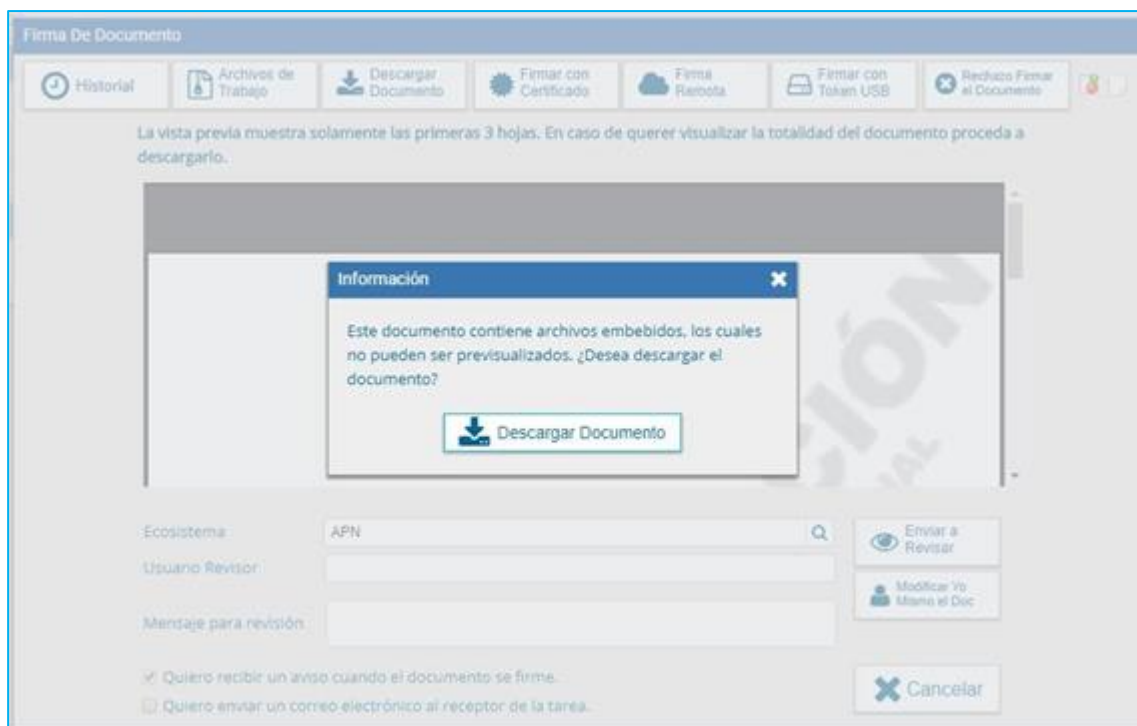 Firma De Documento
Historial
Archivos de
Trabajo
Descargar
Documento
Firmar con
Certificado
Firma
Remota
Firmar con
Token USB
Rechazo Firmar
el Documento
La vista previa muestra solamente las primeras 3 hojas. En caso de querer visualizar la totalidad del documento proceda a
descargarlo.
Información
Este documento contiene archivos embebidos, los cuales
no pueden ser previsualizados. ¿Desea descargar el
documento?
Descargar Documento
Ecosistema
APN
Enviar a
Revisar
Usuario Revisor
Modificar Yo
Mismo el Doc
Mensaje para revisión
Quiero recibir un aviso cuando el documento se firme.
Quiero enviar un correo electrónico al receptor de la tarea.
Cancelar